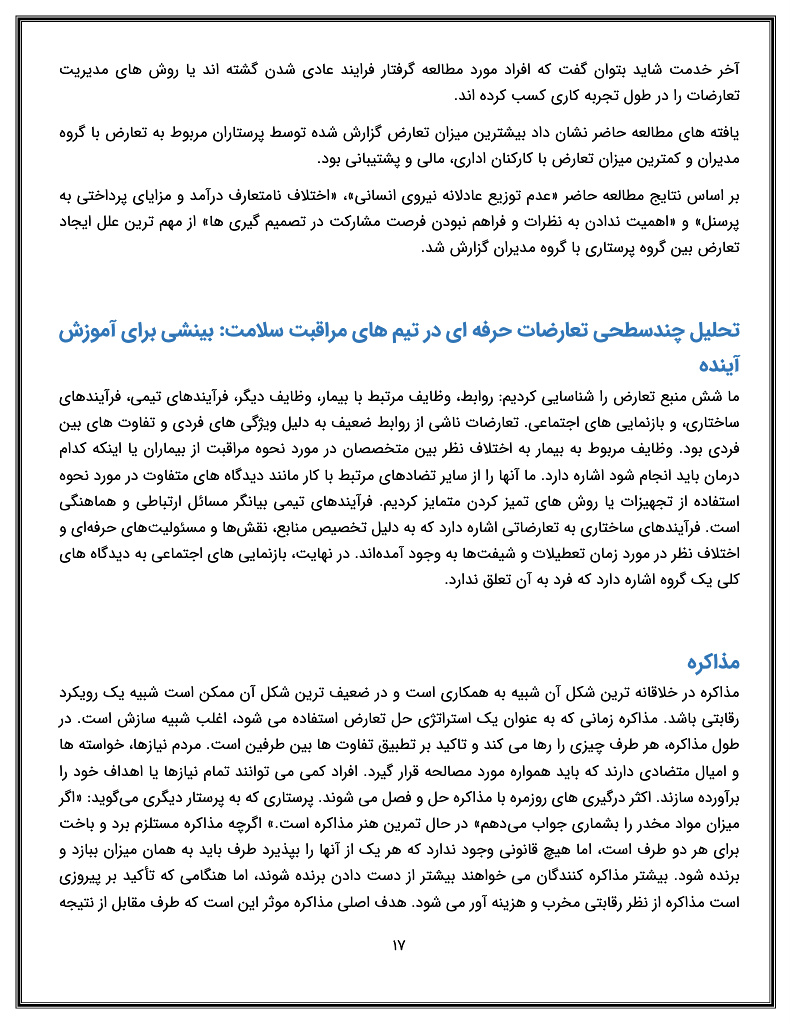 آخر خدمت شاید بتوان گفت که افراد مورد مطالعه گرفتار فرایند عادی شدن گشته اند یا روش های مدیریت
تعارضات را در طول تجربه کاری کسب کرده اند.
یافته های مطالعه حاضر نشان داد بیشترین میزان تعارض گزارش شده توسط پرستاران مربوط به تعارض با گروه
مدیران و کمترین میزان تعارض با کارکنان اداری، مالی و پشتیبانی بود.
بر اساس نتایج مطالعه حاضر «عدم توزیع عادلانه نیروی انسانی»، «اختلاف نامتعارف درآمد و مزایای پرداختی به
پرسنل» و «اهمیت ندادن به نظرات و فراهم نبودن فرصت مشارکت در تصمیم گیری ها» از مهم ترین علل ایجاد
تعارض بین گروه پرستاری با گروه مدیران گزارش شد.
تحلیل چندسطحی تعارضات حرفه ای در تیم های مراقبت سلامت: بینشی برای آموزش
آینده
ما شش منبع تعارض را شناسایی کردیم: روابط، وظایف مرتبط با بیمار، وظایف دیگر، فرآیندهای تیمی، فرآیندهای
ساختاری، و بازنمایی های اجتماعی. تعارضات ناشی از روابط ضعیف به دلیل ویژگی های فردی و تفاوت های بین
فردی بود. وظایف مربوط به بیمار به اختلاف نظر بین متخصصان در مورد نحوه مراقبت از بیماران یا اینکه کدام
درمان باید انجام شود اشاره دارد. ما آنها را از سایر تضادهای مرتبط با کار مانند دیدگاه های متفاوت در مورد نحوه
استفاده از تجهیزات یا روش های تمیز کردن متمایز کردیم. فرآیندهای تیمی بیانگر مسائل ارتباطی و هماهنگی
است. فرآیندهای ساختاری به تعارضاتی اشاره دارد که به دلیل تخصیص منابع، نقش‌ها و مسئولیت‌های حرفه‌ای و
اختلاف نظر در مورد زمان تعطیلات و شیفت‌ها به وجود آمده‌اند. در نهایت، بازنمایی های اجتماعی به دیدگاه های
کلی یک گروه اشاره دارد که فرد به آن تعلق ندارد.
مذاکره
مذاکره در خلاقانه ترین شکل آن شبیه به همکاری است و در ضعیف ترین شکل آن ممکن است شبیه یک رویکرد
رقابتی باشد. مذاکره زمانی که به عنوان یک استراتژی حل تعارض استفاده می شود، اغلب شبیه سازش است. در
طول مذاکره، هر طرف چیزی را رها می کند و تاکید بر تطبیق تفاوت ها بین طرفین است. مردم نیازها، خواسته ها
و امیال متضادی دارند که باید همواره مورد مصالحه قرار گیرد. افراد کمی می توانند تمام نیازها یا اهداف خود را
برآورده سازند. اکثر درگیری های روزمره با مذاکره حل و فصل می شوند. پرستاری که به پرستار دیگری می‌گوید: «اگر
میزان مواد مخدر را بشماری جواب می‌دهم» در حال تمرین هنر مذاکره است.» اگرچه مذاکره مستلزم برد و باخت
برای هر دو طرف است، اما هیچ قانونی وجود ندارد که هر یک از آنها را بپذیرد طرف باید به همان میزان ببازد و
برنده شود. بیشتر مذاکره کنندگان می خواهند بیشتر از دست دادن برنده شوند، اما هنگامی که تأکید بر پیروزی
است مذاکره از نظر رقابتی مخرب و هزینه آور می شود. هدف اصلی مذاکره موثر این است که طرف مقابل از نتیجه
۱۷